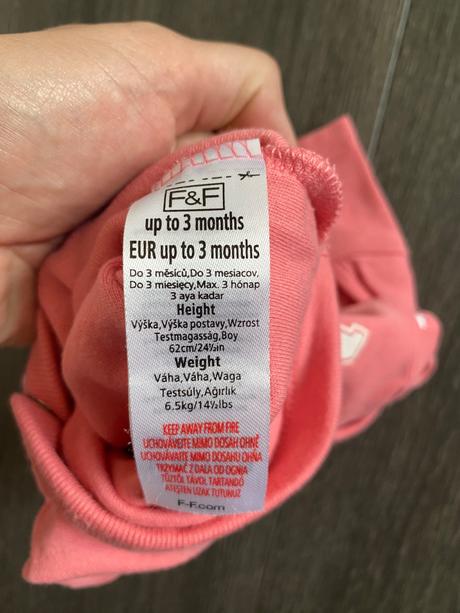 F&F
up to 3 months
EUR up to 3 months
Do 3 měsíců,Do 3 mesiacov,
Do 3 miesięcy,Max. 3 hónap
3 aya kadar
Height
Výška,Výška postavy,Wzrost
Testmagasság,Boy
62cm/24½in
Weight
Váha,Váha,Waga
Testsúly,Ağırlık
6.5kg/14½lbs
KEEP AWAY FROM FIRE
UCHOVÁVEJTE MIMO DOSAH OHNĚ
UCHOVÁVAJTE MIMO DOSAHU OHŇA
TRZYMAĆ Z DALA OD OGNIA
TŰZTŐL TÁVOL TARTANDÓ
ATEŞTEN UZAK TUTUNUZ
F-F.com